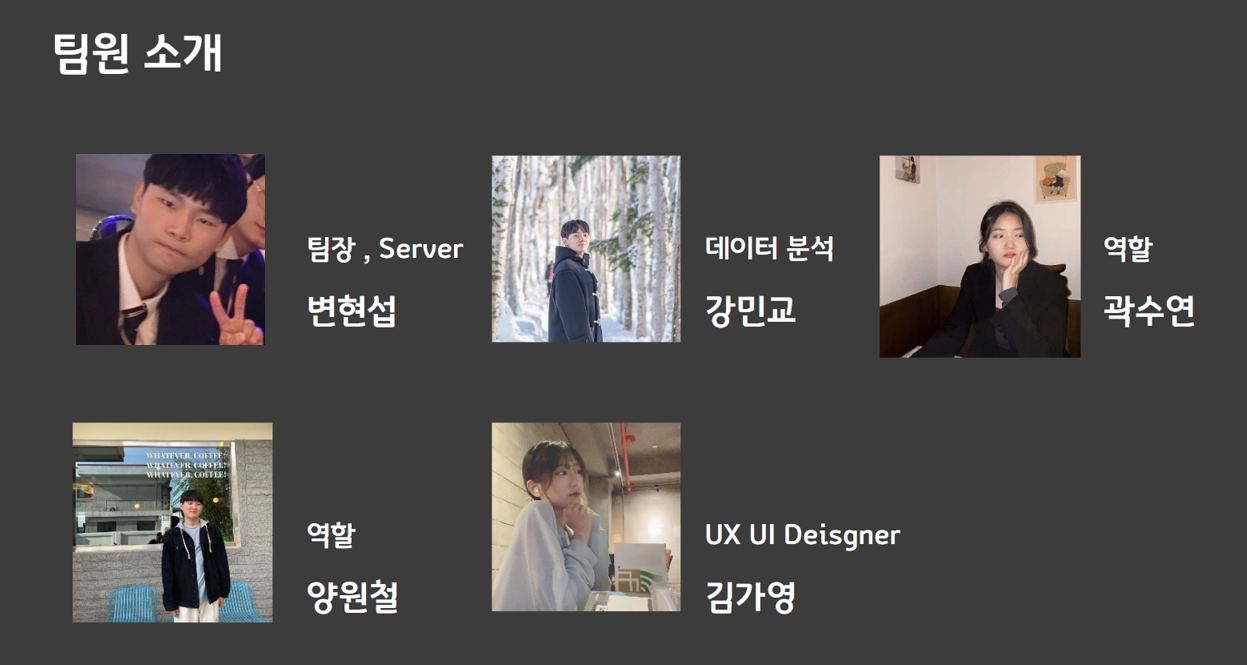 팀원 소개
팀장 , Server
변현섭
데이터 분석
강민교
역할
곽수연
WHATEVER, COFFEE!
WHATEVER, COFFEE!
WHATEVER, COFFEE!
역할
양원철
UX UI Deisgner
김가영